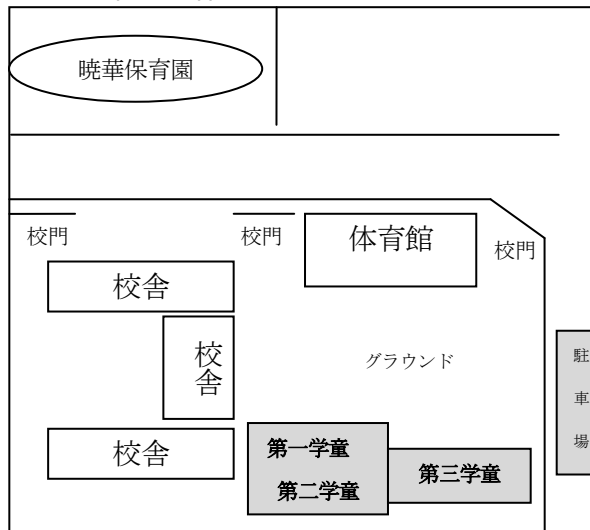 暁華保育園
校門
校門
体育館
校門
校舎
校舎
グラウンド
駐車場
校舎
第一学童
第二学童
第三学童